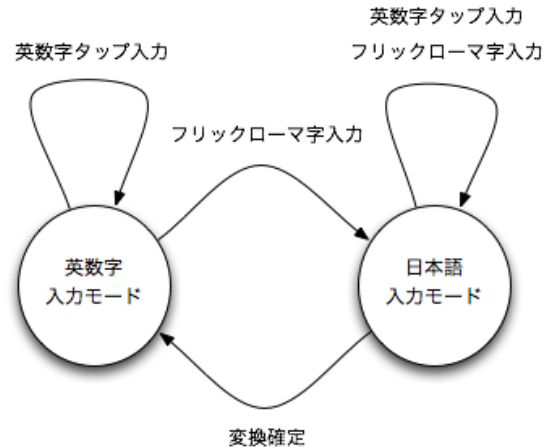 英数字タップ入力
英数字タップ入力
フリックローマ字入力
フリックローマ字入力
英数字
入力モード
日本語
入力モード
変換確定